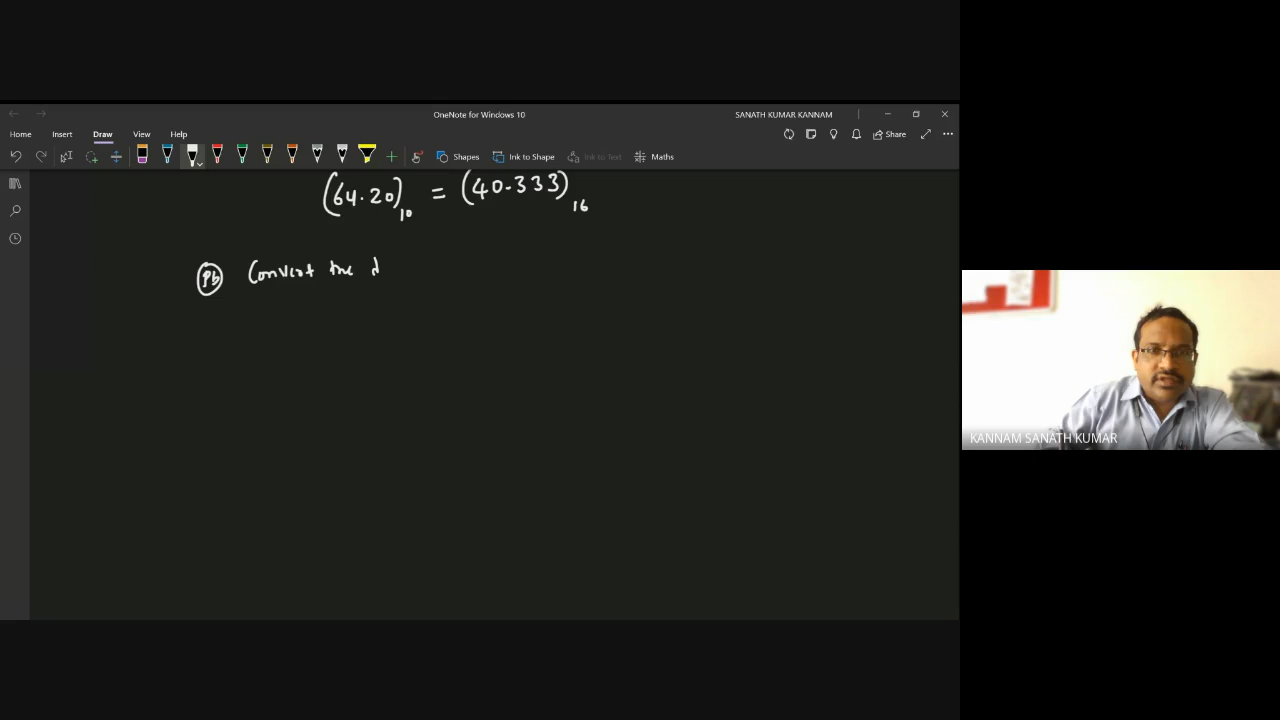 OneNote for Windows 10
SANATH KUMAR KANNAM
Home Insert Draw View Help
Share
Shapes Ink to Shape Ink to Text Maths
(64.20)10 = (40.333)16
Pb Convert the d
KANNAM SANATH KUMAR